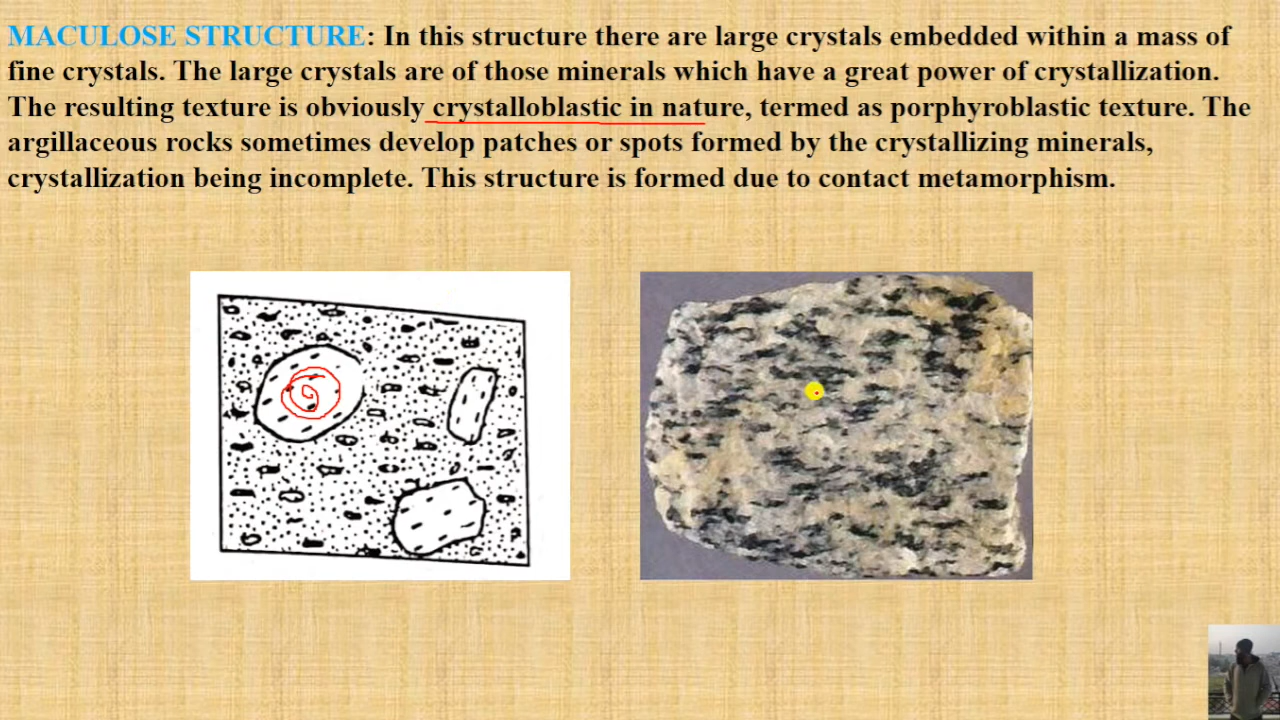 MACULOSE STRUCTURE: In this structure there are large crystals embedded within a mass of
fine crystals. The large crystals are of those minerals which have a great power of crystallization.
The resulting texture is obviously crystalloblastic in nature, termed as porphyroblastic texture. The
argillaceous rocks sometimes develop patches or spots formed by the crystallizing minerals,
crystallization being incomplete. This structure is formed due to contact metamorphism.